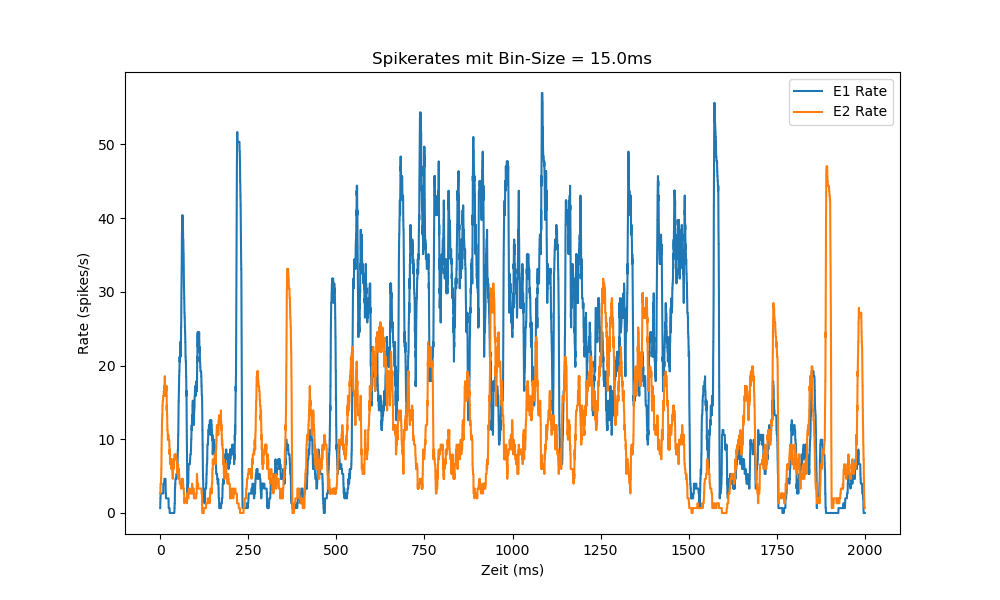 Spikerates mit Bin-Size = 15.0ms
E1 Rate
E2 Rate
Rate (spikes/s)
50
40
30
20
10
0
0 250 500 750 1000 1250 1500 1750 2000
Zeit (ms)